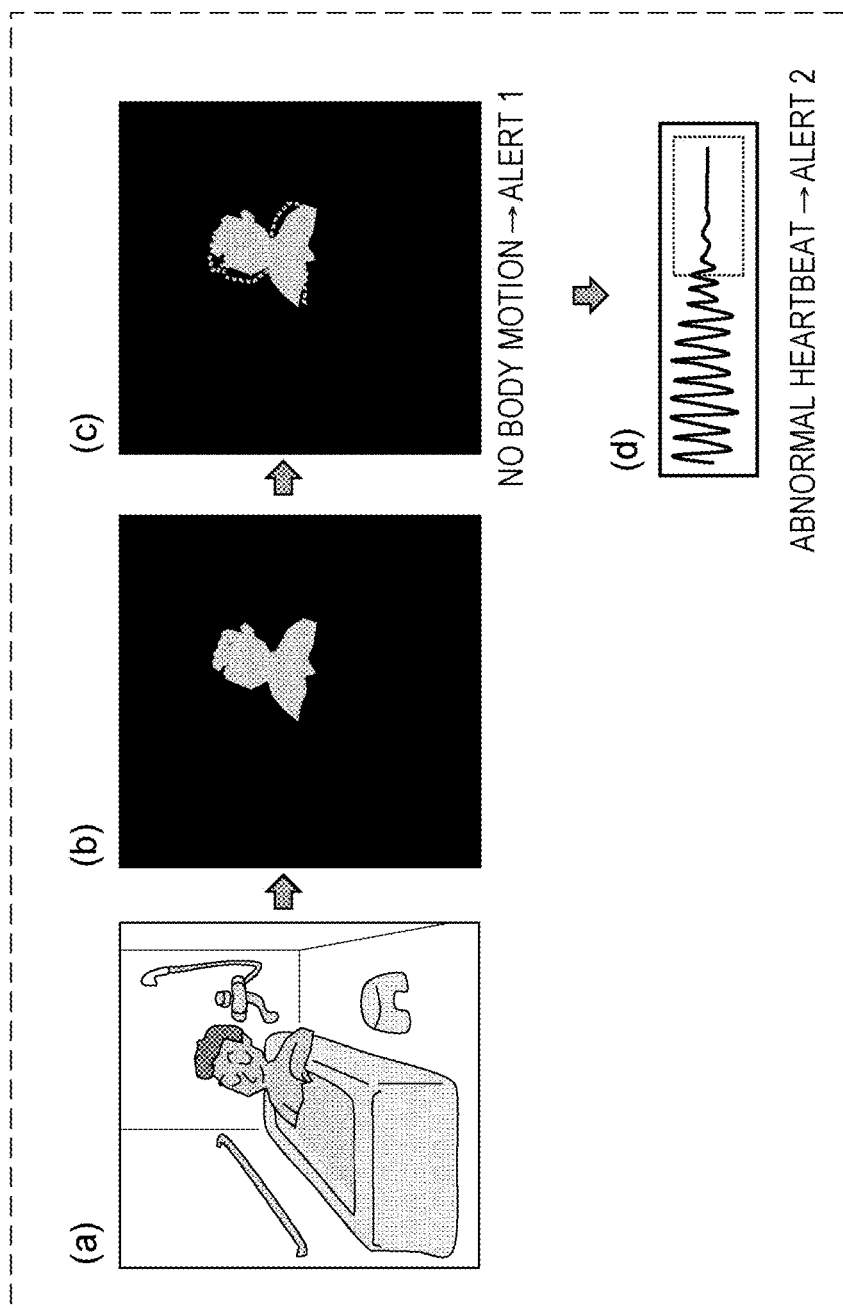 (a)
(b)
(c)
NO BODY MOTION → ALERT 1
(d)
ABNORMAL HEARTBEAT → ALERT 2